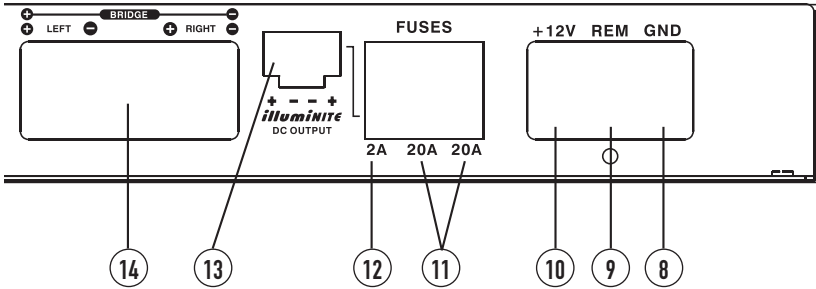 BRIDGE
LEFT RIGHT
FUSES
+12V REM GND
+ - - +
illumiNITE
DC OUTPUT
2A 20A 20A
14 13 12 11 10 9 8